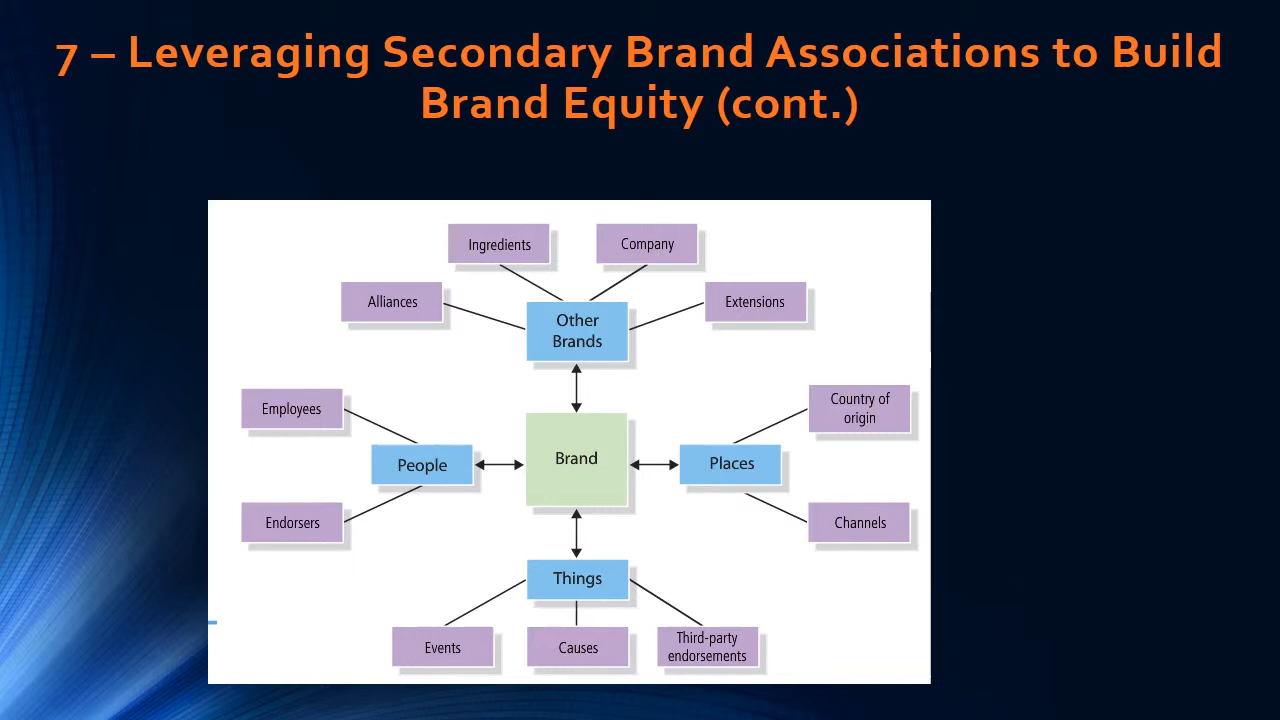 7 – Leveraging Secondary Brand Associations to Build
Brand Equity (cont.)
Ingredients
Company
Alliances
Extensions
Other
Brands
Employees
Country of
origin
People
Brand
Places
Endorsers
Channels
Things
Events
Causes
Third-party
endorsements